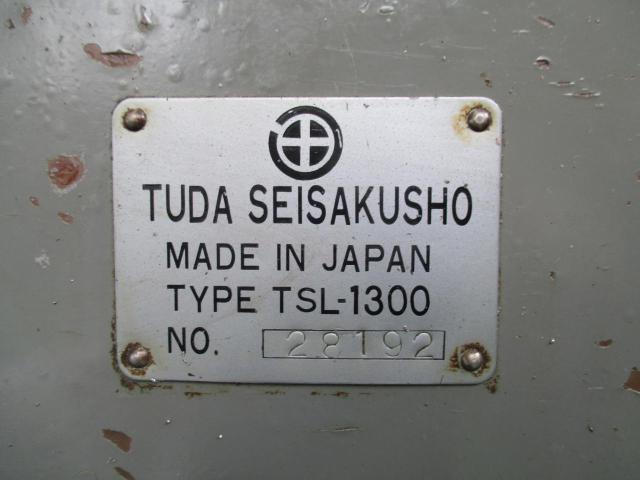 TUDA SEISAKUSHO
MADE IN JAPAN
TYPE TSL-1300
NO. 28192